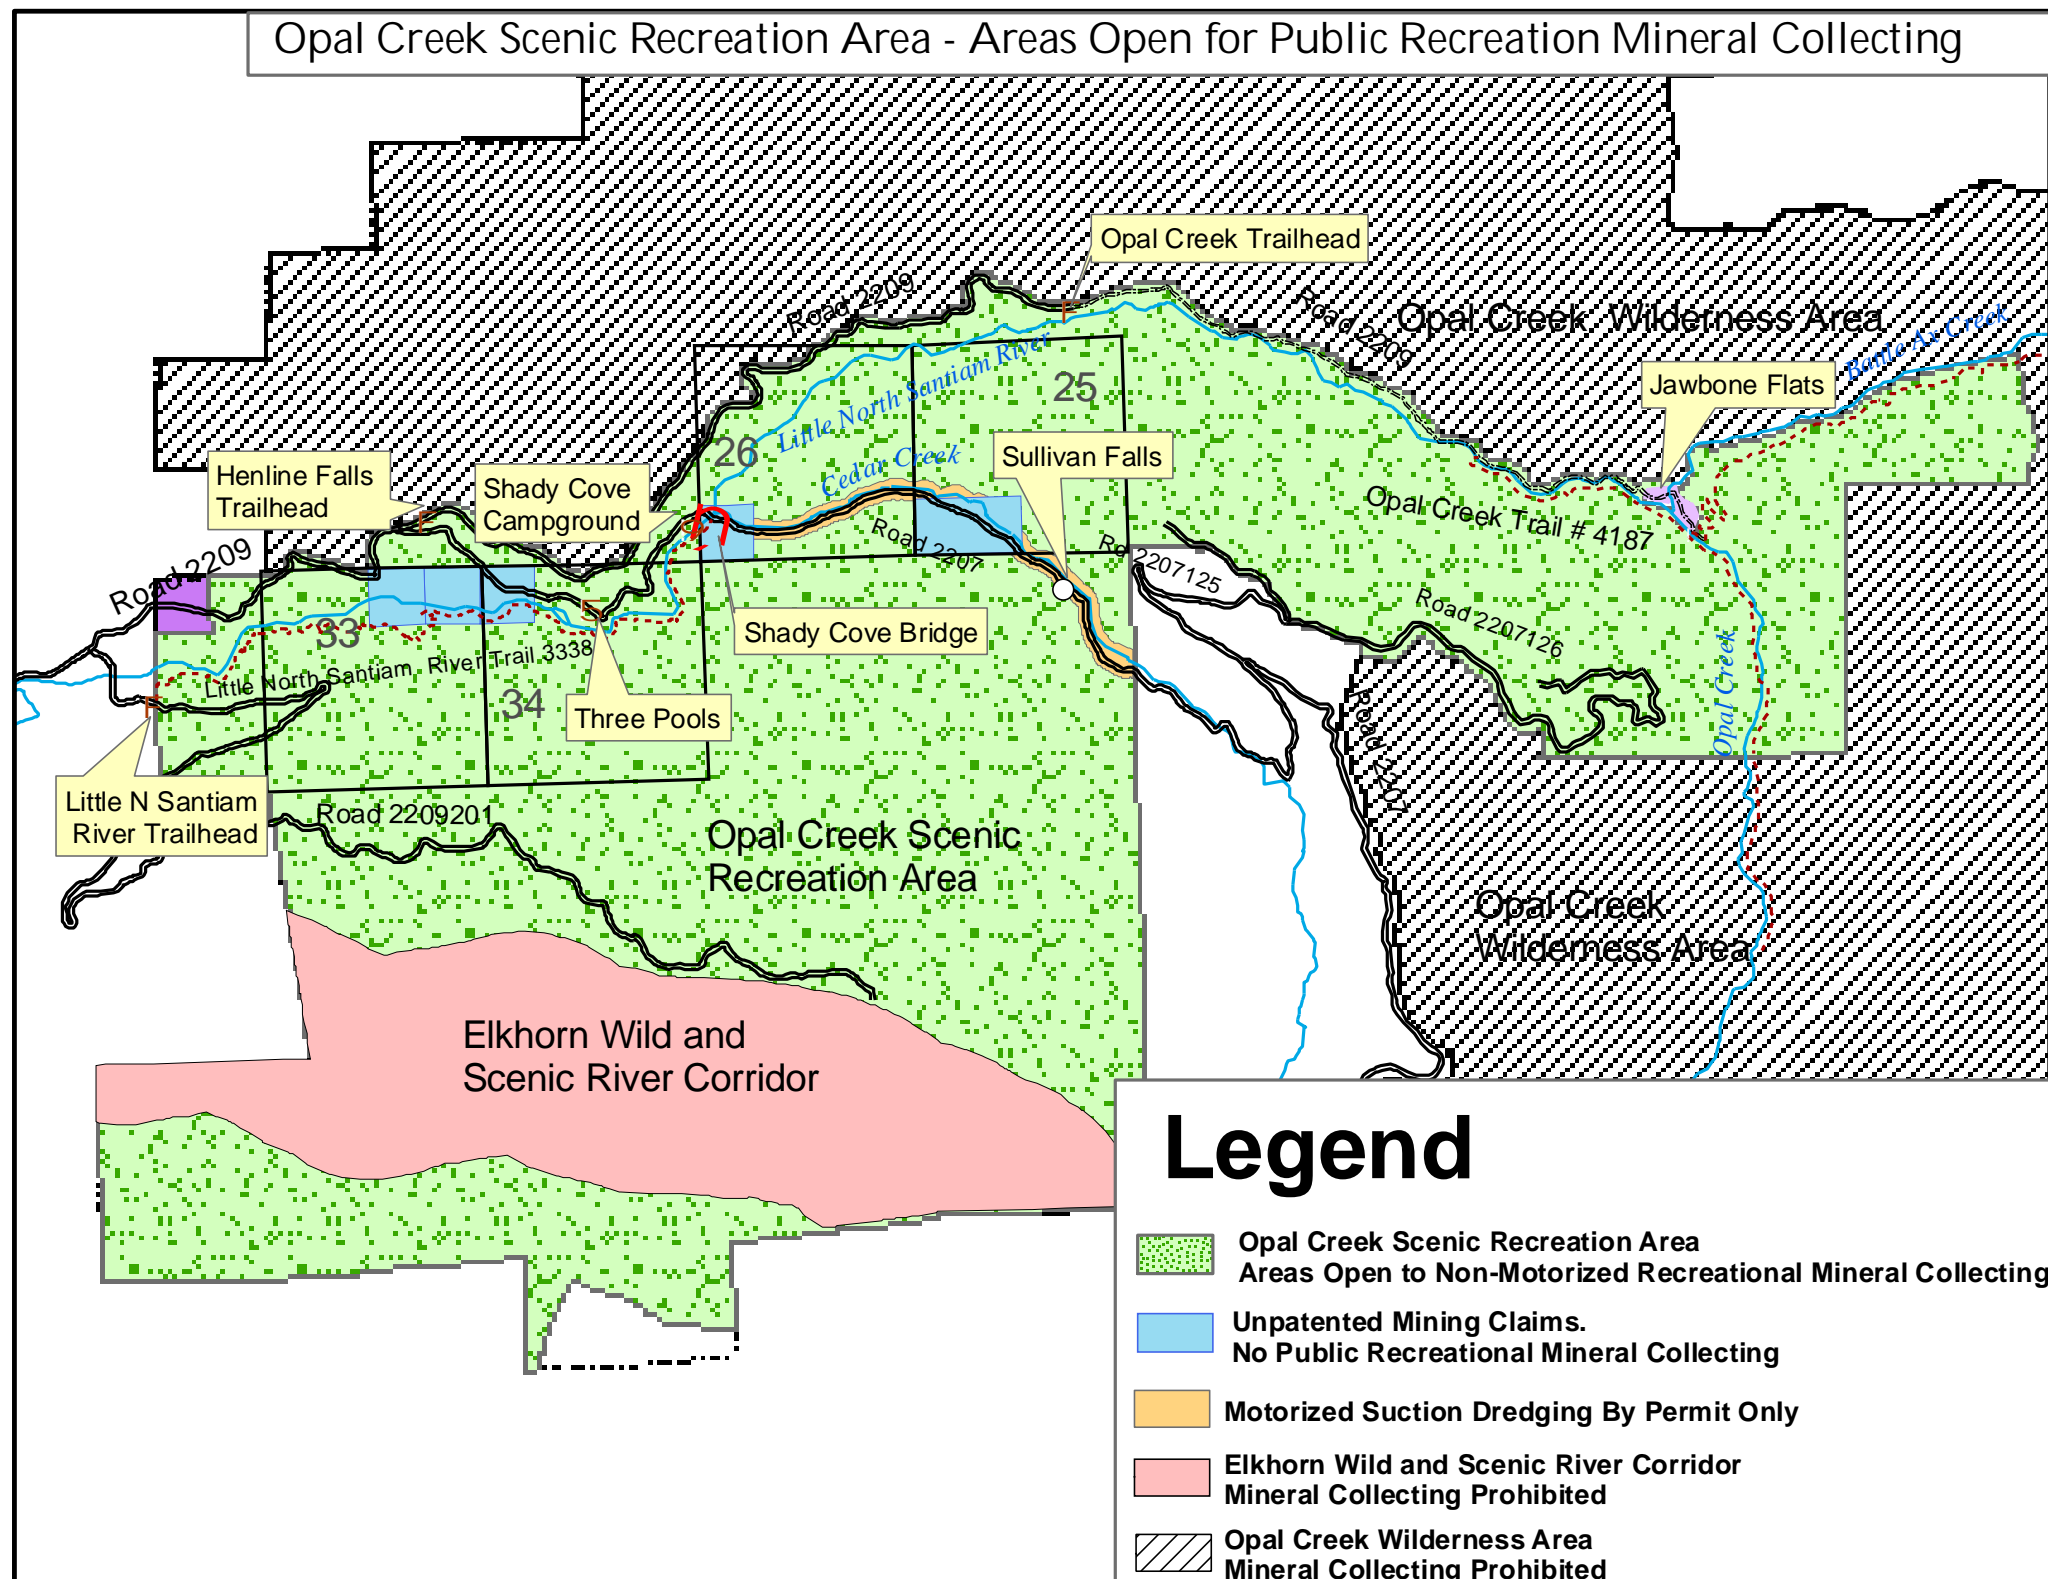 Opal Creek Scenic Recreation Area - Areas Open for Public Recreation Mineral Collecting
Opal Creek Trailhead
Road 2209
Road 2209
Opal Creek Wilderness Area
Battle Ax Creek
Jawbone Flats
Little North Santiam River
25
26
Cedar Creek
Sullivan Falls
Henline Falls
Trailhead
Shady Cove
Campground
Opal Creek Trail # 4187
Road 2209
Road 2207
Rd 2207125
Road 2207126
Shady Cove Bridge
33
Little North Santiam River Trail 3338
34
Three Pools
Opal Creek
Road 2207
Little N Santiam
River Trailhead
Road 2209201
Opal Creek Scenic
Recreation Area
Opal Creek
Wilderness Area
Elkhorn Wild and
Scenic River Corridor
Legend
Opal Creek Scenic Recreation Area
Areas Open to Non-Motorized Recreational Mineral Collecting
Unpatented Mining Claims.
No Public Recreational Mineral Collecting
Motorized Suction Dredging By Permit Only
Elkhorn Wild and Scenic River Corridor
Mineral Collecting Prohibited
Opal Creek Wilderness Area
Mineral Collecting Prohibited